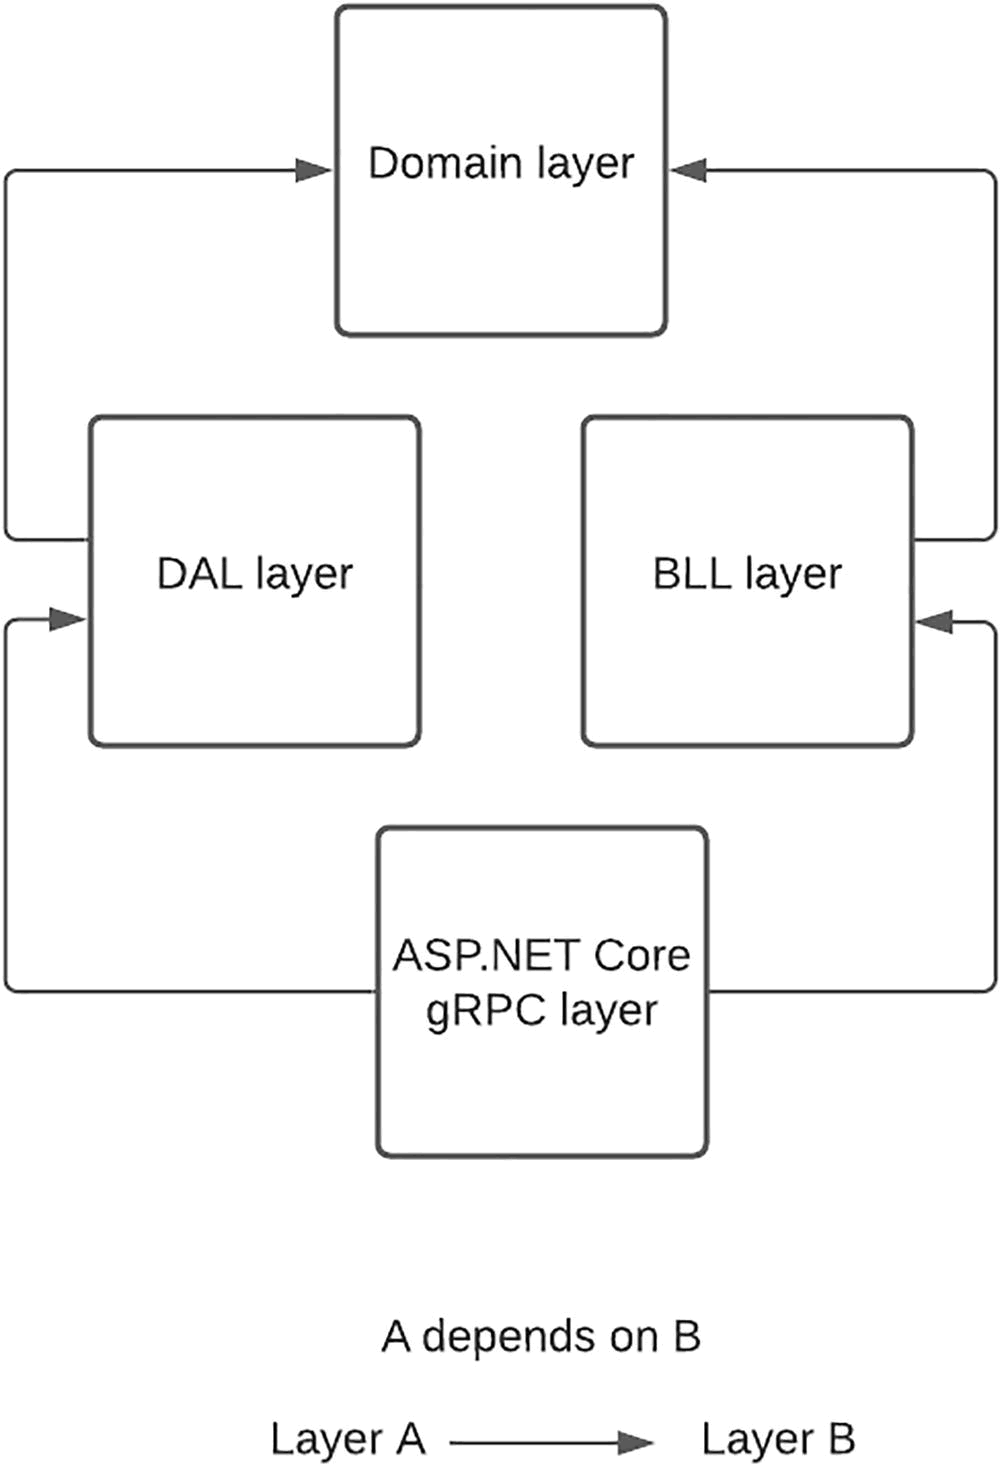 Domain layer
DAL layer
BLL layer
ASP.NET Core
gRPC layer
A depends on B
Layer A
Layer B